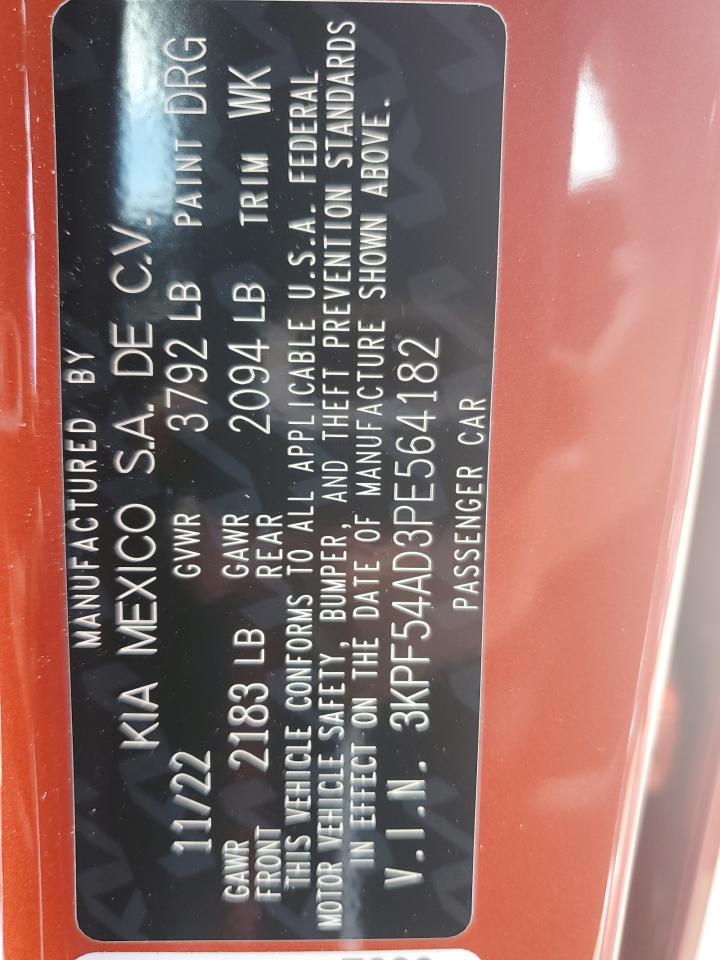 MANUFACTURED BY
KIA MEXICO S.A. DE C.V.
11/22 GVWR 3792 LB PAINT DRG
GAWR FRONT 2183 LB GAWR REAR 2094 LB TRIM WK
THIS VEHICLE CONFORMS TO ALL APPLICABLE U.S.A. FEDERAL
MOTOR VEHICLE SAFETY, BUMPER, AND THEFT PREVENTION STANDARDS
IN EFFECT ON THE DATE OF MANUFACTURE SHOWN ABOVE.
V.I.N. 3KPF54AD3PE564182
PASSENGER CAR